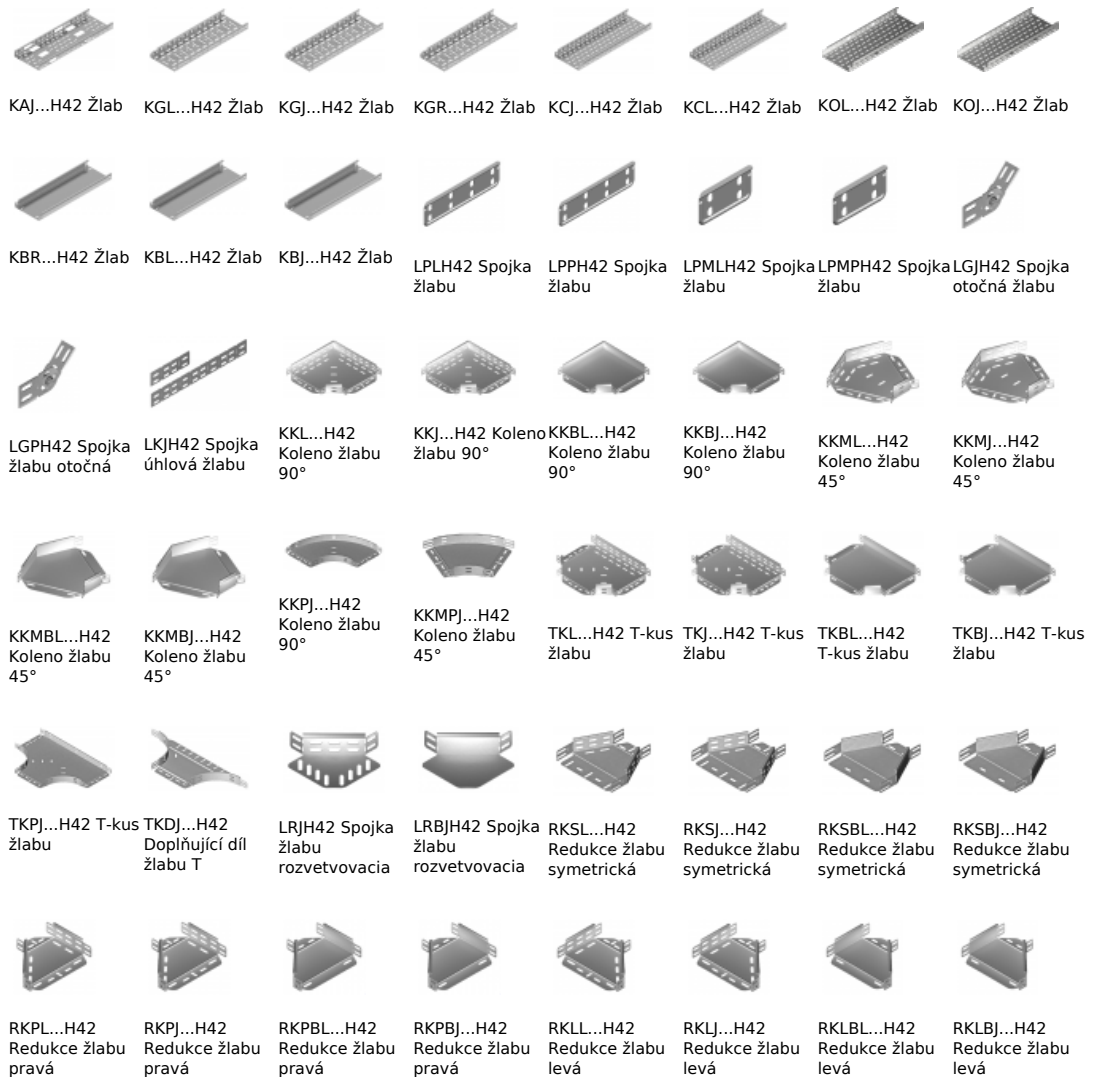 KAJ...H42 Žlab
KGL...H42 Žlab
KGJ...H42 Žlab
KGR...H42 Žlab
KCJ...H42 Žlab
KCL...H42 Žlab
KOL...H42 Žlab
KOJ...H42 Žlab
KBR...H42 Žlab
KBL...H42 Žlab
KBJ...H42 Žlab
LPLH42 Spojka
žlabu
LPPH42 Spojka
žlabu
LPMLH42 Spojka
žlabu
LPMPH42 Spojka
žlabu
LGJH42 Spojka
otočná žlabu
LGPH42 Spojka
žlabu otočná
LKJH42 Spojka
úhlová žlabu
KKL...H42
Koleno žlabu
90°
KKJ...H42 Koleno
žlabu 90°
KKBL...H42
Koleno žlabu
90°
KKBJ...H42
Koleno žlabu
90°
KKML...H42
Koleno žlabu
45°
KKMJ...H42
Koleno žlabu
45°
KKMBL...H42
Koleno žlabu
45°
KKMBJ...H42
Koleno žlabu
45°
KKPJ...H42
Koleno žlabu
90°
KKMPJ...H42
Koleno žlabu
45°
TKL...H42 T-kus
žlabu
TKJ...H42 T-kus
žlabu
TKBL...H42
T-kus žlabu
TKBJ...H42 T-kus
žlabu
TKPJ...H42 T-kus
žlabu
TKDJ...H42
Doplňující díl
žlabu T
LRJH42 Spojka
žlabu
rozvetvovacia
LRBJH42 Spojka
žlabu
rozvetvovacia
RKSL...H42
Redukce žlabu
symetrická
RKSJ...H42
Redukce žlabu
symetrická
RKSBL...H42
Redukce žlabu
symetrická
RKSBJ...H42
Redukce žlabu
symetrická
RKPL...H42
Redukce žlabu
pravá
RKPJ...H42
Redukce žlabu
pravá
RKPBL...H42
Redukce žlabu
pravá
RKPBJ...H42
Redukce žlabu
pravá
RKLL...H42
Redukce žlabu
levá
RKLJ...H42
Redukce žlabu
levá
RKLBL...H42
Redukce žlabu
levá
RKLBJ...H42
Redukce žlabu
levá